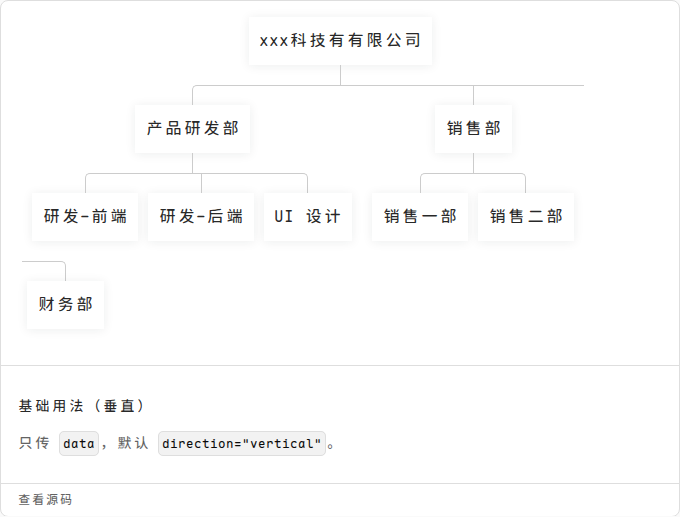 xxx科技有有限公司
产品研发部
销售部
研发-前端
研发-后端
UI 设计
销售一部
销售二部
财务部
基础用法（垂直）
只传 data，默认 direction="vertical"。
查看源码